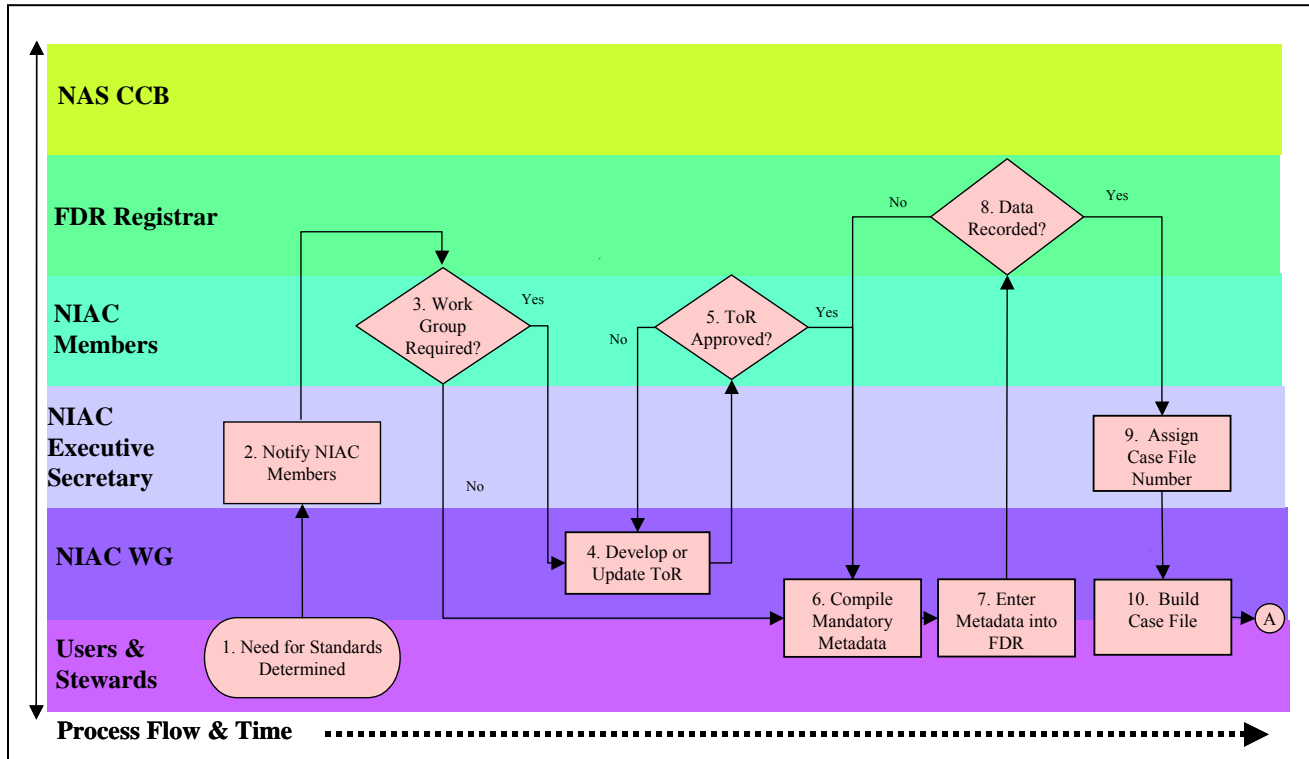 NAS CCB
FDR Registrar
8. Data
Recorded?
No
Yes
NIAC
Members
3. Work
Group
Required?
Yes
No
5. ToR
Approved?
Yes
No
NIAC
Executive
Secretary
2. Notify NIAC
Members
No
9. Assign
Case File
Number
NIAC WG
4. Develop or
Update ToR
6. Compile
Mandatory
Metadata
7. Enter
Metadata into
FDR
10. Build
Case File
A
Users &
Stewards
1. Need for Standards
Determined
Process Flow & Time